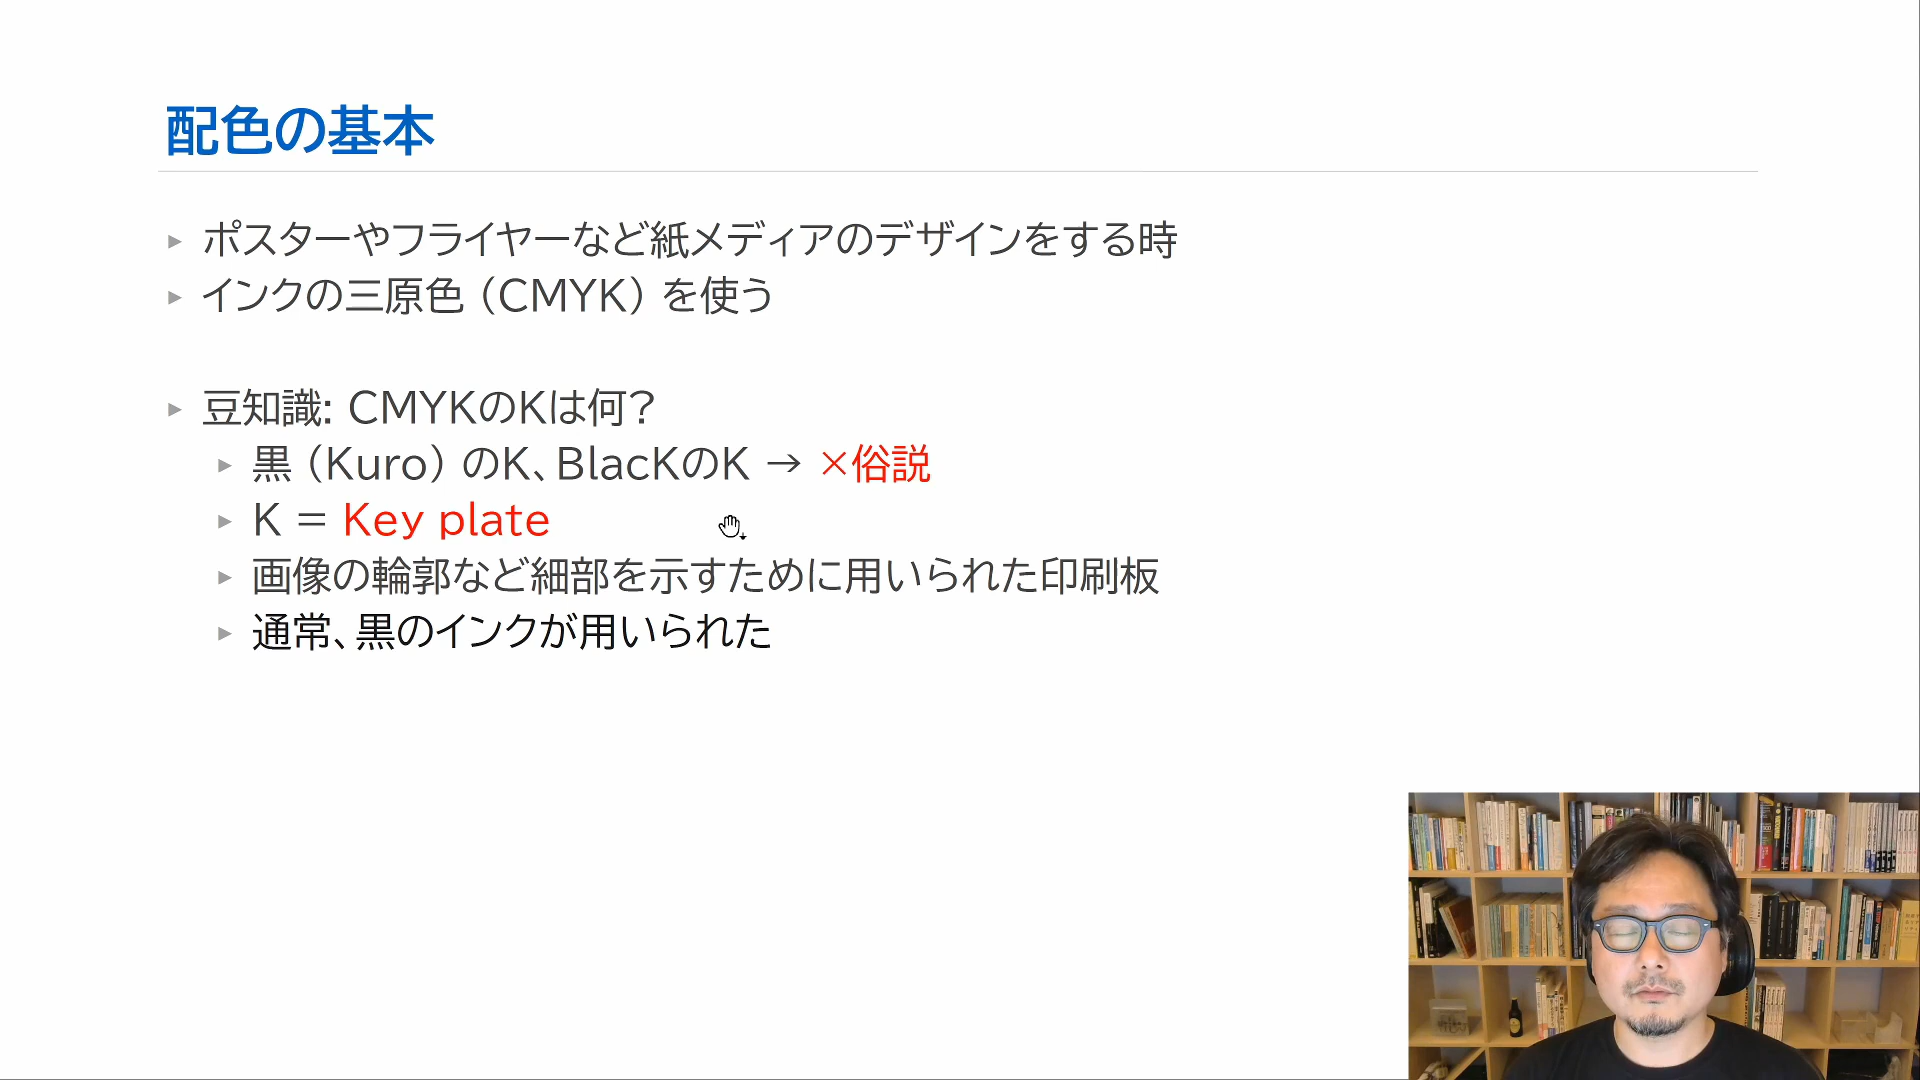 配色の基本
ポスターやフライヤーなど紙メディアのデザインをする時
インクの三原色（CMYK）を使う
豆知識: CMYKのKは何？
黒（Kuro）のK、BlacKのK → ×俗説
K = Key plate
画像の輪郭など細部を示すために用いられた印刷板
通常、黒のインクが用いられた